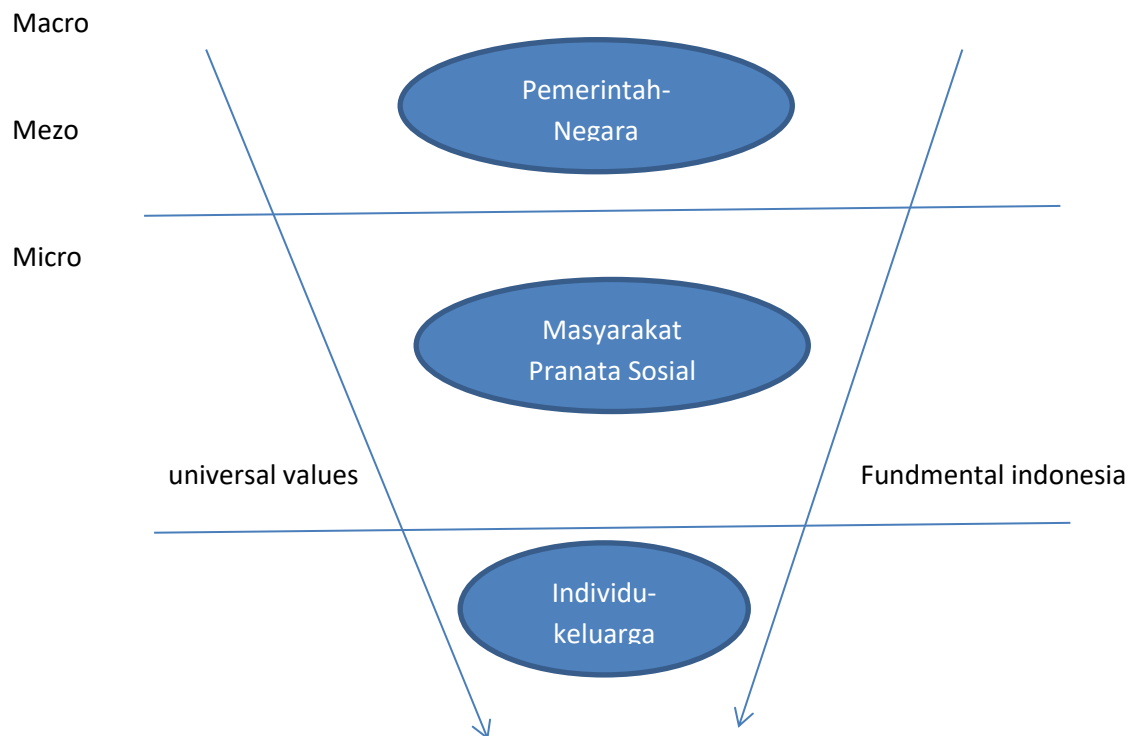 Macro
Pemerintah-
Negara
Mezo
Micro
Masyarakat
Pranata Sosial
universal values
Fundmental indonesia
Individu-
keluarga